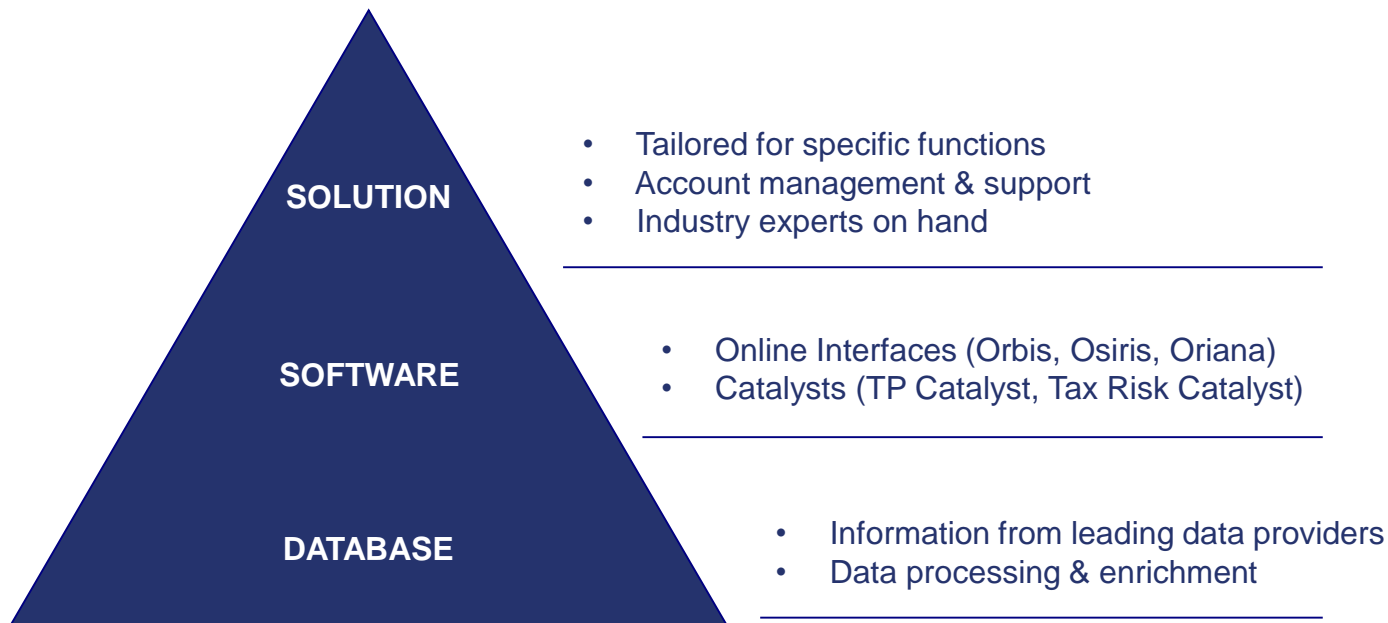 SOLUTION
• Tailored for specific functions
• Account management & support
• Industry experts on hand
SOFTWARE
• Online Interfaces (Orbis, Osiris, Oriana)
• Catalysts (TP Catalyst, Tax Risk Catalyst)
DATABASE
• Information from leading data providers
• Data processing & enrichment